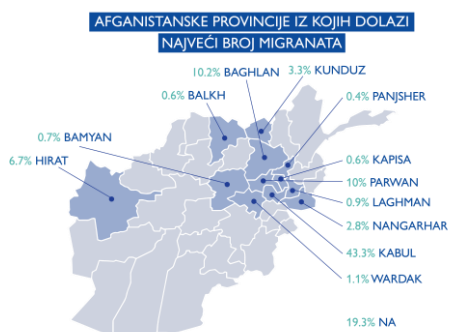 AFGANISTANSKE PROVINCIJE IZ KOJIH DOLAZI
NAJVEĆI BROJ MIGRANATA
10.2% BAGHLAN
3.3% KUNDUZ
0.6% BALKH
0.4% PANJSHER
0.7% BAMYAN
6.7% HIRAT
0.6% KAPISA
10% PARWAN
0.9% LAGHMAN
2.8% NANGARHAR
43.3% KABUL
1.1% WARDAK
19.3% NA